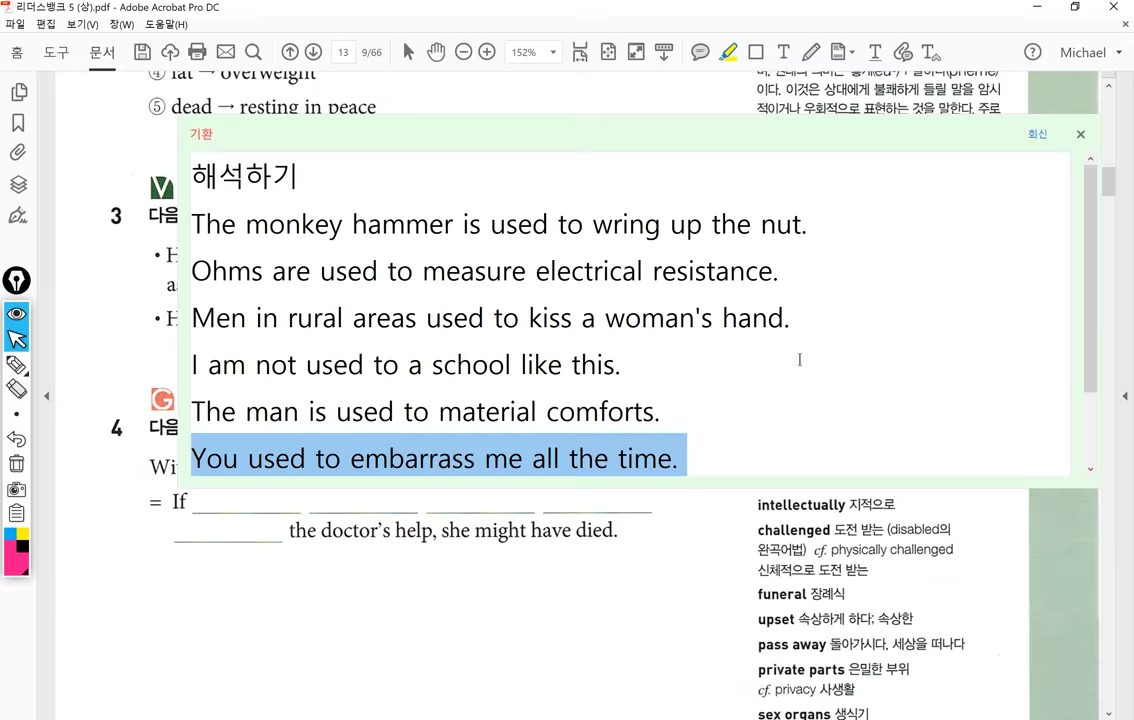 리더스뱅크 5 (상).pdf - Adobe Acrobat Pro DC
파일 편집 보기(V) 창(W) 도움말(H)
홈 도구 문서 13 9/66 152% Michael
④ fat → overweight
⑤ dead → resting in peace
이다. 이것은 상대에게 불쾌하게 들릴 말을 암시
적이거나 우회적으로 표현하는 것을 말한다. 주로
기환 회신
해석하기
The monkey hammer is used to wring up the nut.
Ohms are used to measure electrical resistance.
Men in rural areas used to kiss a woman's hand.
I am not used to a school like this.
The man is used to material comforts.
You used to embarrass me all the time.
V
3 다음
• H
a
• H
G
4 다음
Wi
= If
the doctor's help, she might have died.
intellectually 지적으로
challenged 도전 받는 (disabled의
완곡어법) cf. physically challenged
신체적으로 도전 받는
funeral 장례식
upset 속상하게 하다; 속상한
pass away 돌아가시다, 세상을 떠나다
private parts 은밀한 부위
cf. privacy 사생활
sex organs 생식기